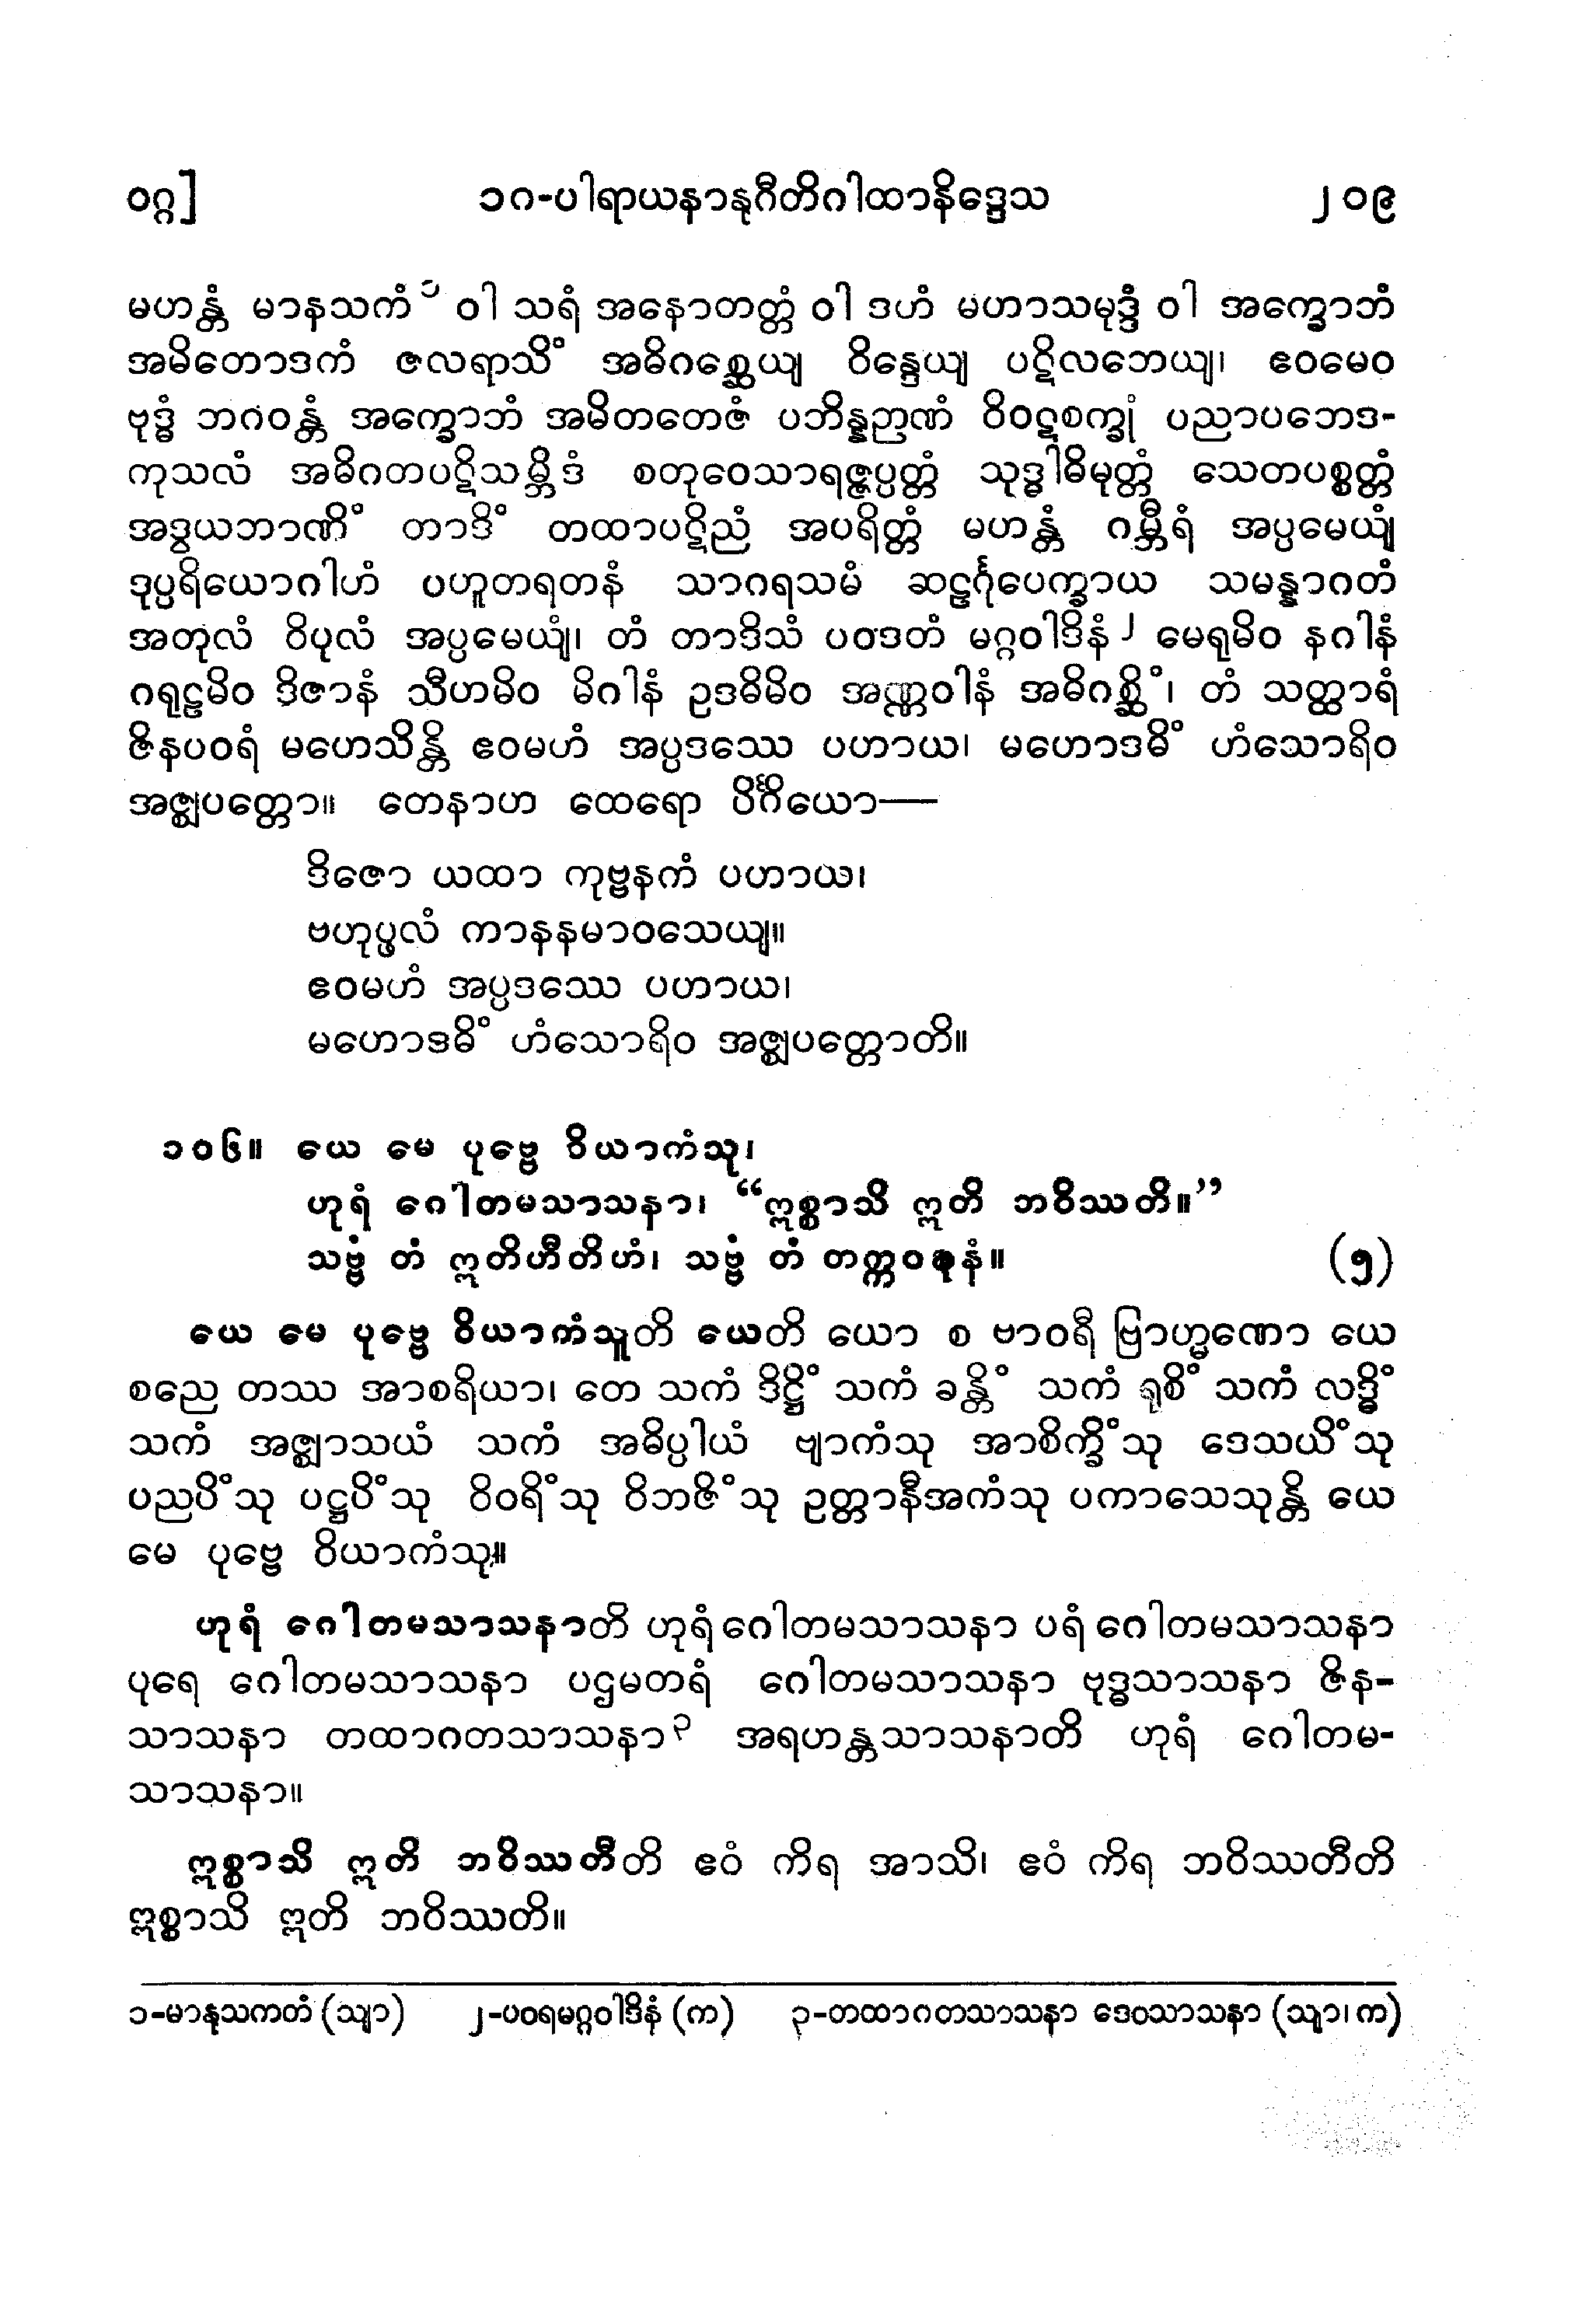 ဝဂ္ဂ] ၁ဂ-ပါရာယနာနုဂီတိဂါထာနိဒ္ဒေသ ၂၀၉
မဟန္တံ မာနသကံ၁ ဝါ သရံ အနောတတ္တံ ဝါ ဒဟံ မဟာသမုဒ္ဒံ ဝါ အက္ခောဘံ
အမိတောဒကံ ဇလရာသိံ အဓိဂစ္ဆေယျ ဝိန္ဒေယျ ပဋိလဘေယျ၊ ဧဝမေဝ
ဗုဒ္ဓံ ဘဂဝန္တံ အက္ခောဘံ အမိတတေဇံ ပဘိန္နဉာဏံ ဝိဝဋစက္ခုံ ပညာပဘေဒ-
ကုသလံ အဓိဂတပဋိသမ္ဘိဒံ စတုဝေသာရဇ္ဇပ္ပတ္တံ သုဒ္ဓါဓိမုတ္တံ သေတပစ္စတ္တံ
အဒွယဘာဏိံ တာဒိံ တထာပဋိညံ အပရိတ္တံ မဟန္တံ ဂမ္ဘီရံ အပ္ပမေယျံ
ဒုပ္ပရိယောဂါဟံ ပဟူတရတနံ သာဂရသမံ ဆဠင်္ဂုပေက္ခာယ သမန္နာဂတံ
အတုလံ ဝိပုလံ အပ္ပမေယျံ၊ တံ တာဒိသံ ပဝဒတံ မဂ္ဂဝါဒိနံ၂ မေရုမိဝ နဂါနံ
ဂရုဠမိဝ ဒိဇာနံ သီဟမိဝ မိဂါနံ ဥဒဓိမိဝ အဏ္ဏဝါနံ အဓိဂစ္ဆိံ၊ တံ သတ္ထာရံ
ဇိနပဝရံ မဟေသိန္တိ ဧဝမဟံ အပ္ပဒဿေ ပဟာယ၊ မဟောဒဓိံ ဟံသောရိဝ
အဇ္ဈပတ္တော။ တေနာဟ ထေရော ပိင်္ဂိယော—
ဒိဇော ယထာ ကုဗ္ဗနကံ ပဟာယ၊
ဗဟုပ္ဖလံ ကာနနမာဝသေယျ။
ဧဝမဟံ အပ္ပဒဿေ ပဟာယ၊
မဟောဒဓိံ ဟံသောရိဝ အဇ္ဈပတ္တောတိ။
၁၀၆။ ယေ မေ ပုဗ္ဗေ ဝိယာကံသု၊
ဟုရံ ဂေါတမသာသနာ၊ “ဣစ္စာသိ ဣတိ ဘဝိဿတိ။”
သဗ္ဗံ တံ ဣတိဟီတိဟံ၊ သဗ္ဗံ တံ တက္ကဝဍ္ဎနံ။ (၅)
ယေ မေ ပုဗ္ဗေ ဝိယာကံသူတိ ယေတိ ယော စ ဗာဝရီ ဗြာဟ္မဏော ယေ
စညေ တဿ အာစရိယာ၊ တေ သကံ ဒိဋ္ဌိံ သကံ ခန္တိံ သကံ ရုစိံ သကံ လဒ္ဓိံ
သကံ အဇ္ဈာသယံ သကံ အဓိပ္ပါယံ ဗျာကံသု အာစိက္ခိံသု ဒေသယိံသု
ပညပိံသု ပဋ္ဌပိံသု ဝိဝရိံသု ဝိဘဇိံသု ဥတ္တာနီအကံသု ပကာသေသုန္တိ ယေ
မေ ပုဗ္ဗေ ဝိယာကံသု။
ဟုရံ ဂေါတမသာသနာတိ ဟုရံ ဂေါတမသာသနာ ပရံ ဂေါတမသာသနာ
ပုရေ ဂေါတမသာသနာ ပဌမတရံ ဂေါတမသာသနာ ဗုဒ္ဓသာသနာ ဇိန-
သာသနာ တထာဂတသာသနာ၃ အရဟန္တသာသနာတိ ဟုရံ ဂေါတမ-
သာသနာ။
ဣစ္စာသိ ဣတိ ဘဝိဿတီတိ ဧဝံ ကိရ အာသိ၊ ဧဝံ ကိရ ဘဝိဿတီတိ
ဣစ္စာသိ ဣတိ ဘဝိဿတိ။
၁-မာနုသကတံ (သျာ) ၂-ပဝရမဂ္ဂဝါဒိနံ (က) ၃-တထာဂတသာသနာ ဒေဝသာသနာ (သျာ၊ က)